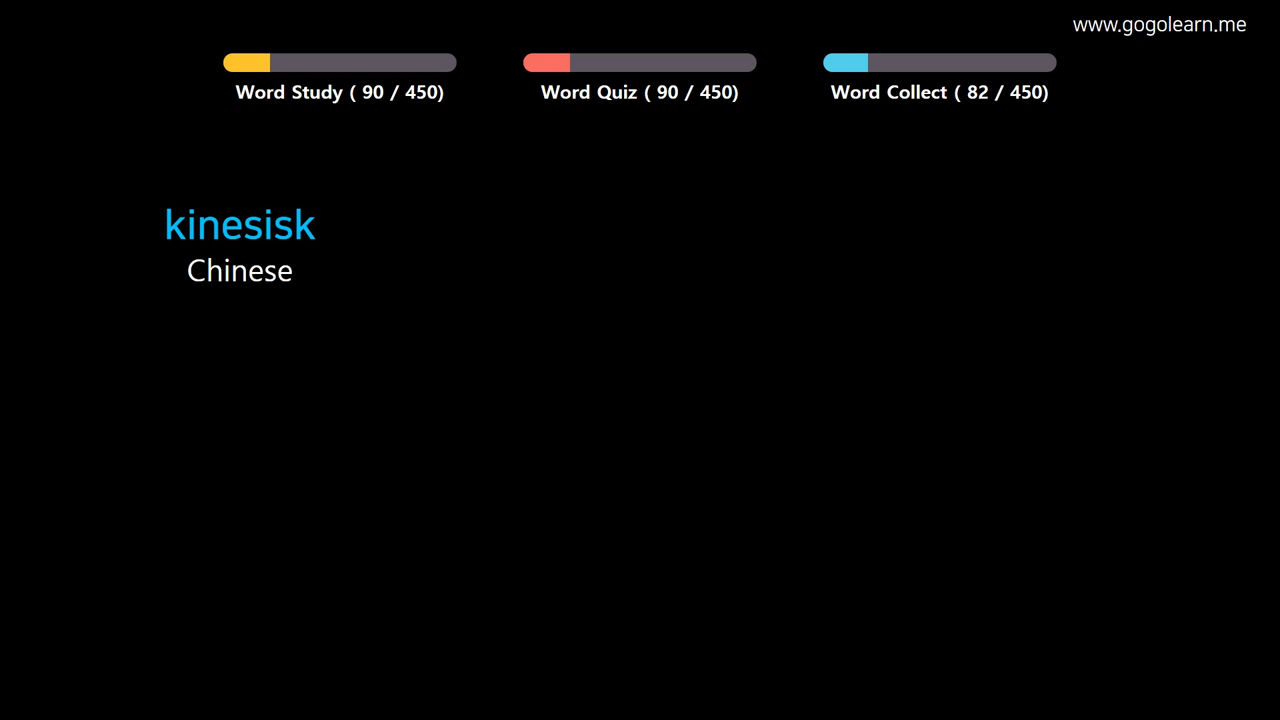 www.gogolearn.me
Word Study ( 90 / 450)
Word Quiz ( 90 / 450)
Word Collect ( 82 / 450)
kinesisk
Chinese